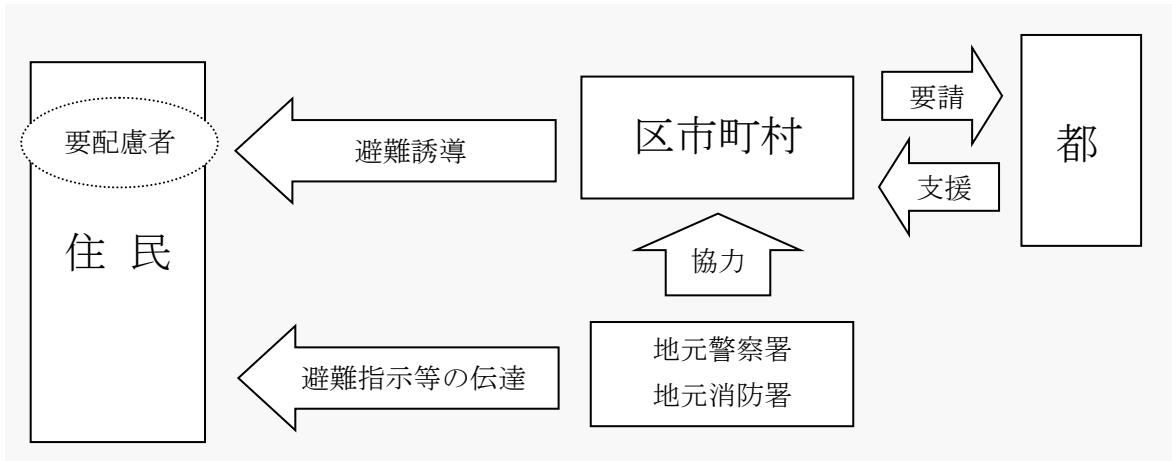 要配慮者
住民
避難誘導
区市町村
要請
支援
都
協力
避難指示等の伝達
地元警察署
地元消防署